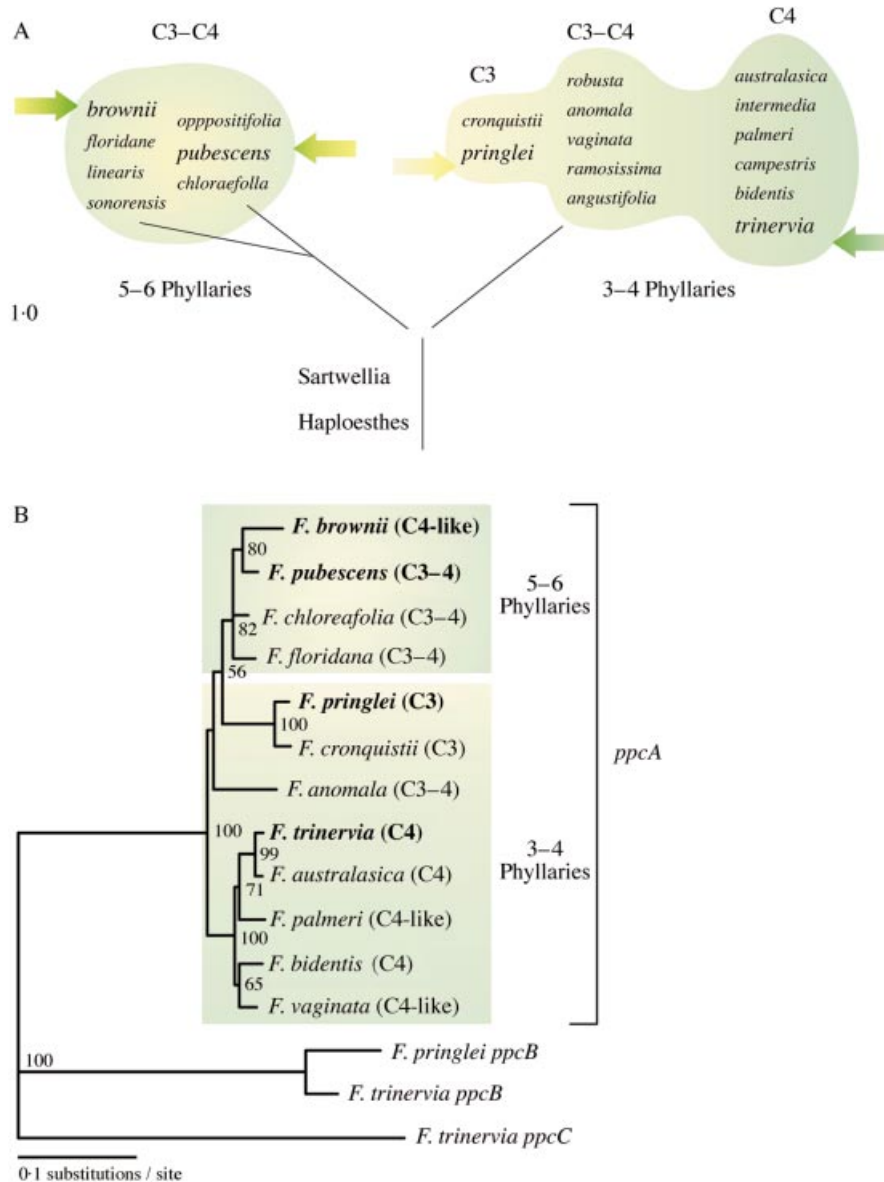 A
C3–C4
brownii
floridane
linearis
sonorensis
opppositifolia
pubescens
chloraefolla
5–6 Phyllaries
C3
cronquistii
pringlei
C3–C4
robusta
anomala
vaginata
ramosissima
angustifolia
C4
australasica
intermedia
palmeri
campestris
bidentis
trinervia
3–4 Phyllaries
1·0
Sartwellia
Haploesthes
B
F. brownii (C4-like)
80
F. pubescens (C3–4)
F. chloreafolia (C3–4)
82
F. floridana (C3–4)
56
5–6
Phyllaries
F. pringlei (C3)
100
F. cronquistii (C3)
F. anomala (C3–4)
100
F. trinervia (C4)
99
F. australasica (C4)
71
F. palmeri (C4-like)
100
F. bidentis (C4)
65
F. vaginata (C4-like)
3–4
Phyllaries
ppcA
100
F. pringlei ppcB
F. trinervia ppcB
F. trinervia ppcC
0·1 substitutions / site